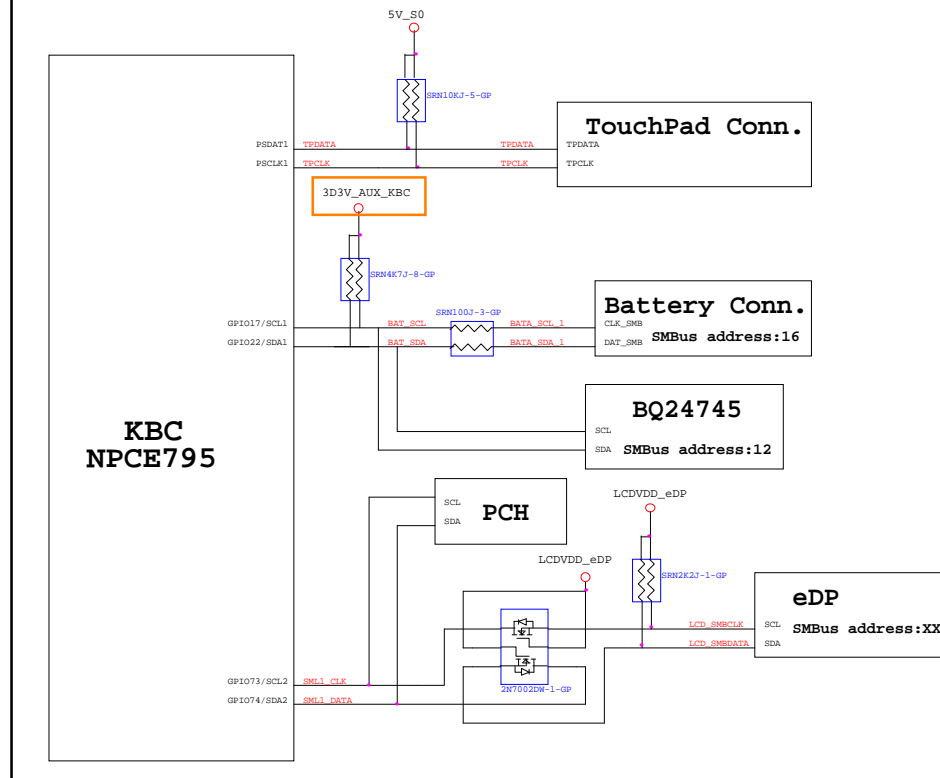 5V_S0
SRN10KJ-5-GP
TouchPad Conn.
PSDAT1 TPDATA TPDATA TPDATA
PSCLK1 TPCLK TPCLK TPCLK
3D3V_AUX_KBC
SRN4K7J-8-GP
SRN100J-3-GP
Battery Conn.
GPIO17/SCL1 BAT_SCL BATA_SCL_1 CLK_SMB
SMBus address:16
GPIO22/SDA1 BAT_SDA BATA_SDA_1 DAT_SMB
BQ24745
SCL
SDA SMBus address:12
KBC
NPCE795
SCL
PCH
SDA
LCDVDD_eDP
LCDVDD_eDP
SRN2K2J-1-GP
eDP
LCD_SMBCLK SCL SMBus address:XX
LCD_SMBDATA SDA
GPIO73/SCL2 SML1_CLK
2N7002DW-1-GP
GPIO74/SDA2 SML1_DATA